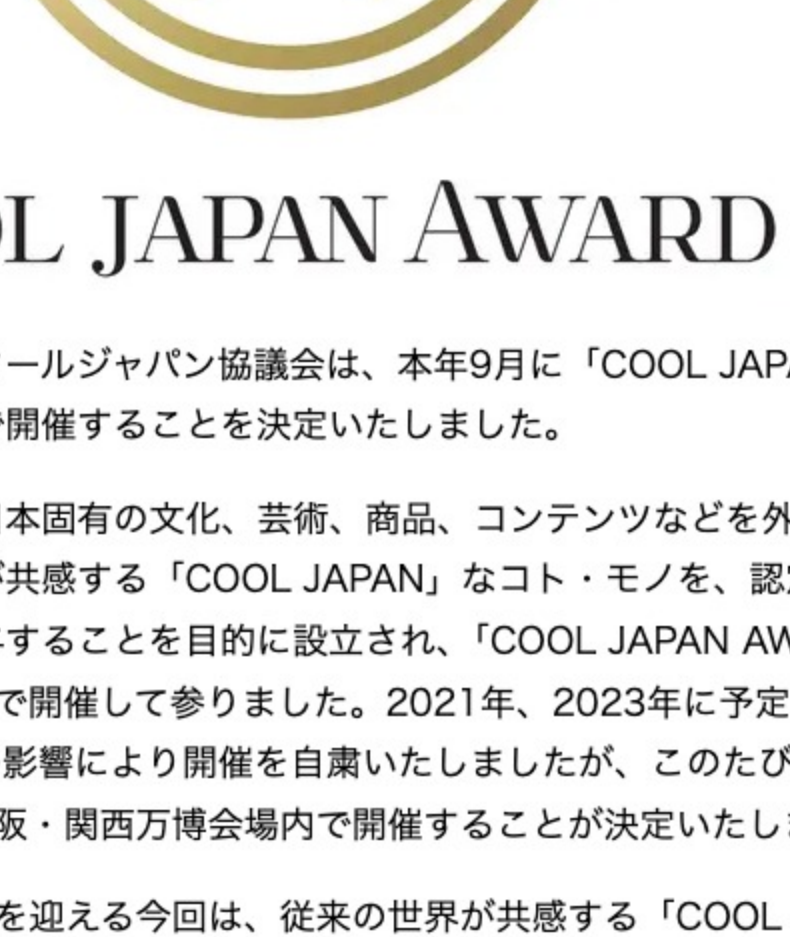 OL JAPAN AWARD
ールジャパン協議会は、本年9月に「COOL JAPA
開催することを決定いたしました。
本固有の文化、芸術、商品、コンテンツなどを外
共感する「COOL JAPAN」なコト・モノを、認
することを目的に設立され、「COOL JAPAN AW
で開催して参りました。2021年、2023年に予定
影響により開催を自粛いたしましたが、このたび
阪・関西万博会場内で開催することが決定いたし
を迎える今回は、従来の世界が共感する「COOL